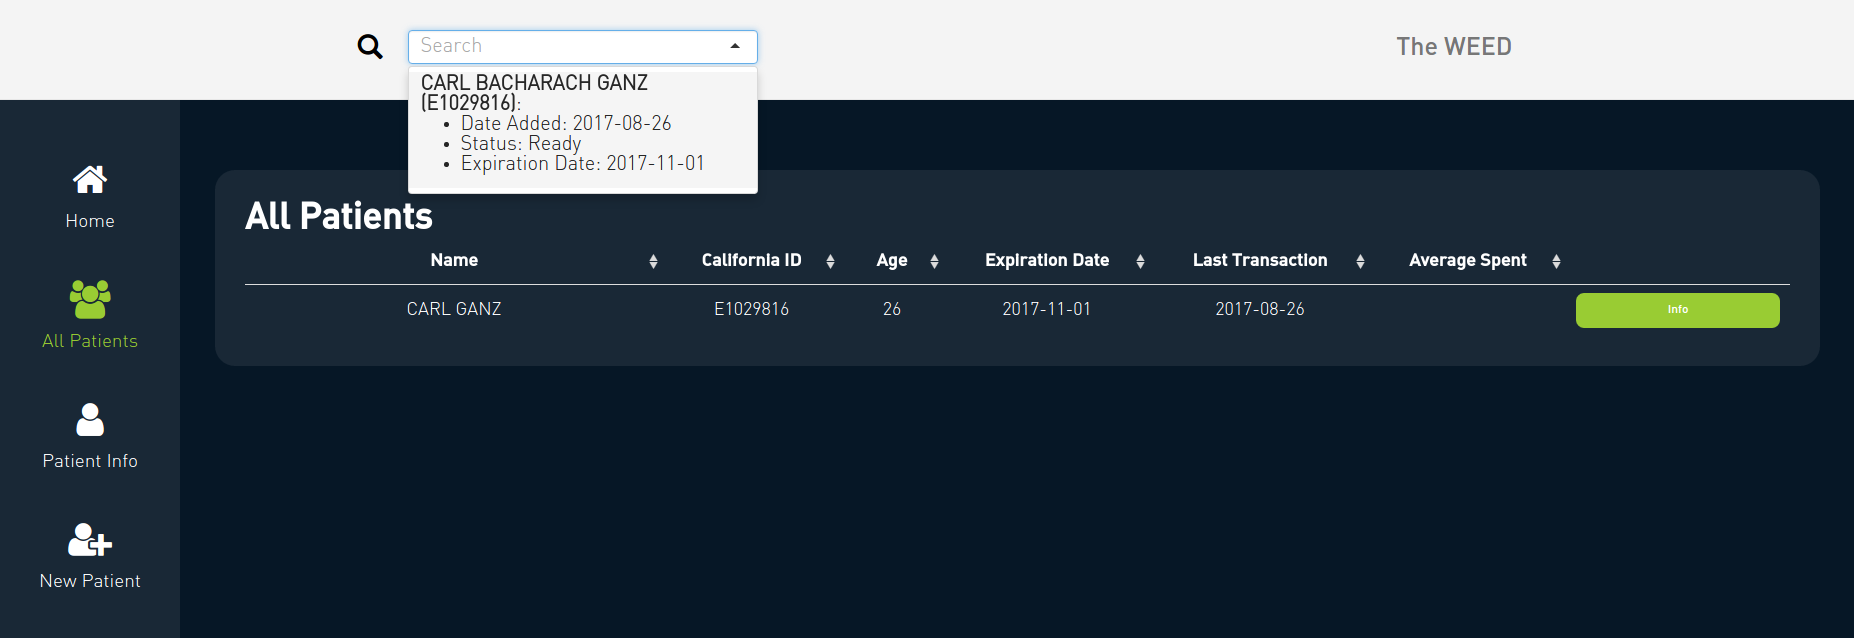 Search
The WEED
CARL BACHARACH GANZ
(E1029816):
Date Added: 2017-08-26
Status: Ready
Expiration Date: 2017-11-01
Home
All Patients
Patient Info
New Patient
All Patients
Name California ID Age Expiration Date Last Transaction Average Spent
CARL GANZ E1029816 26 2017-11-01 2017-08-26 Info